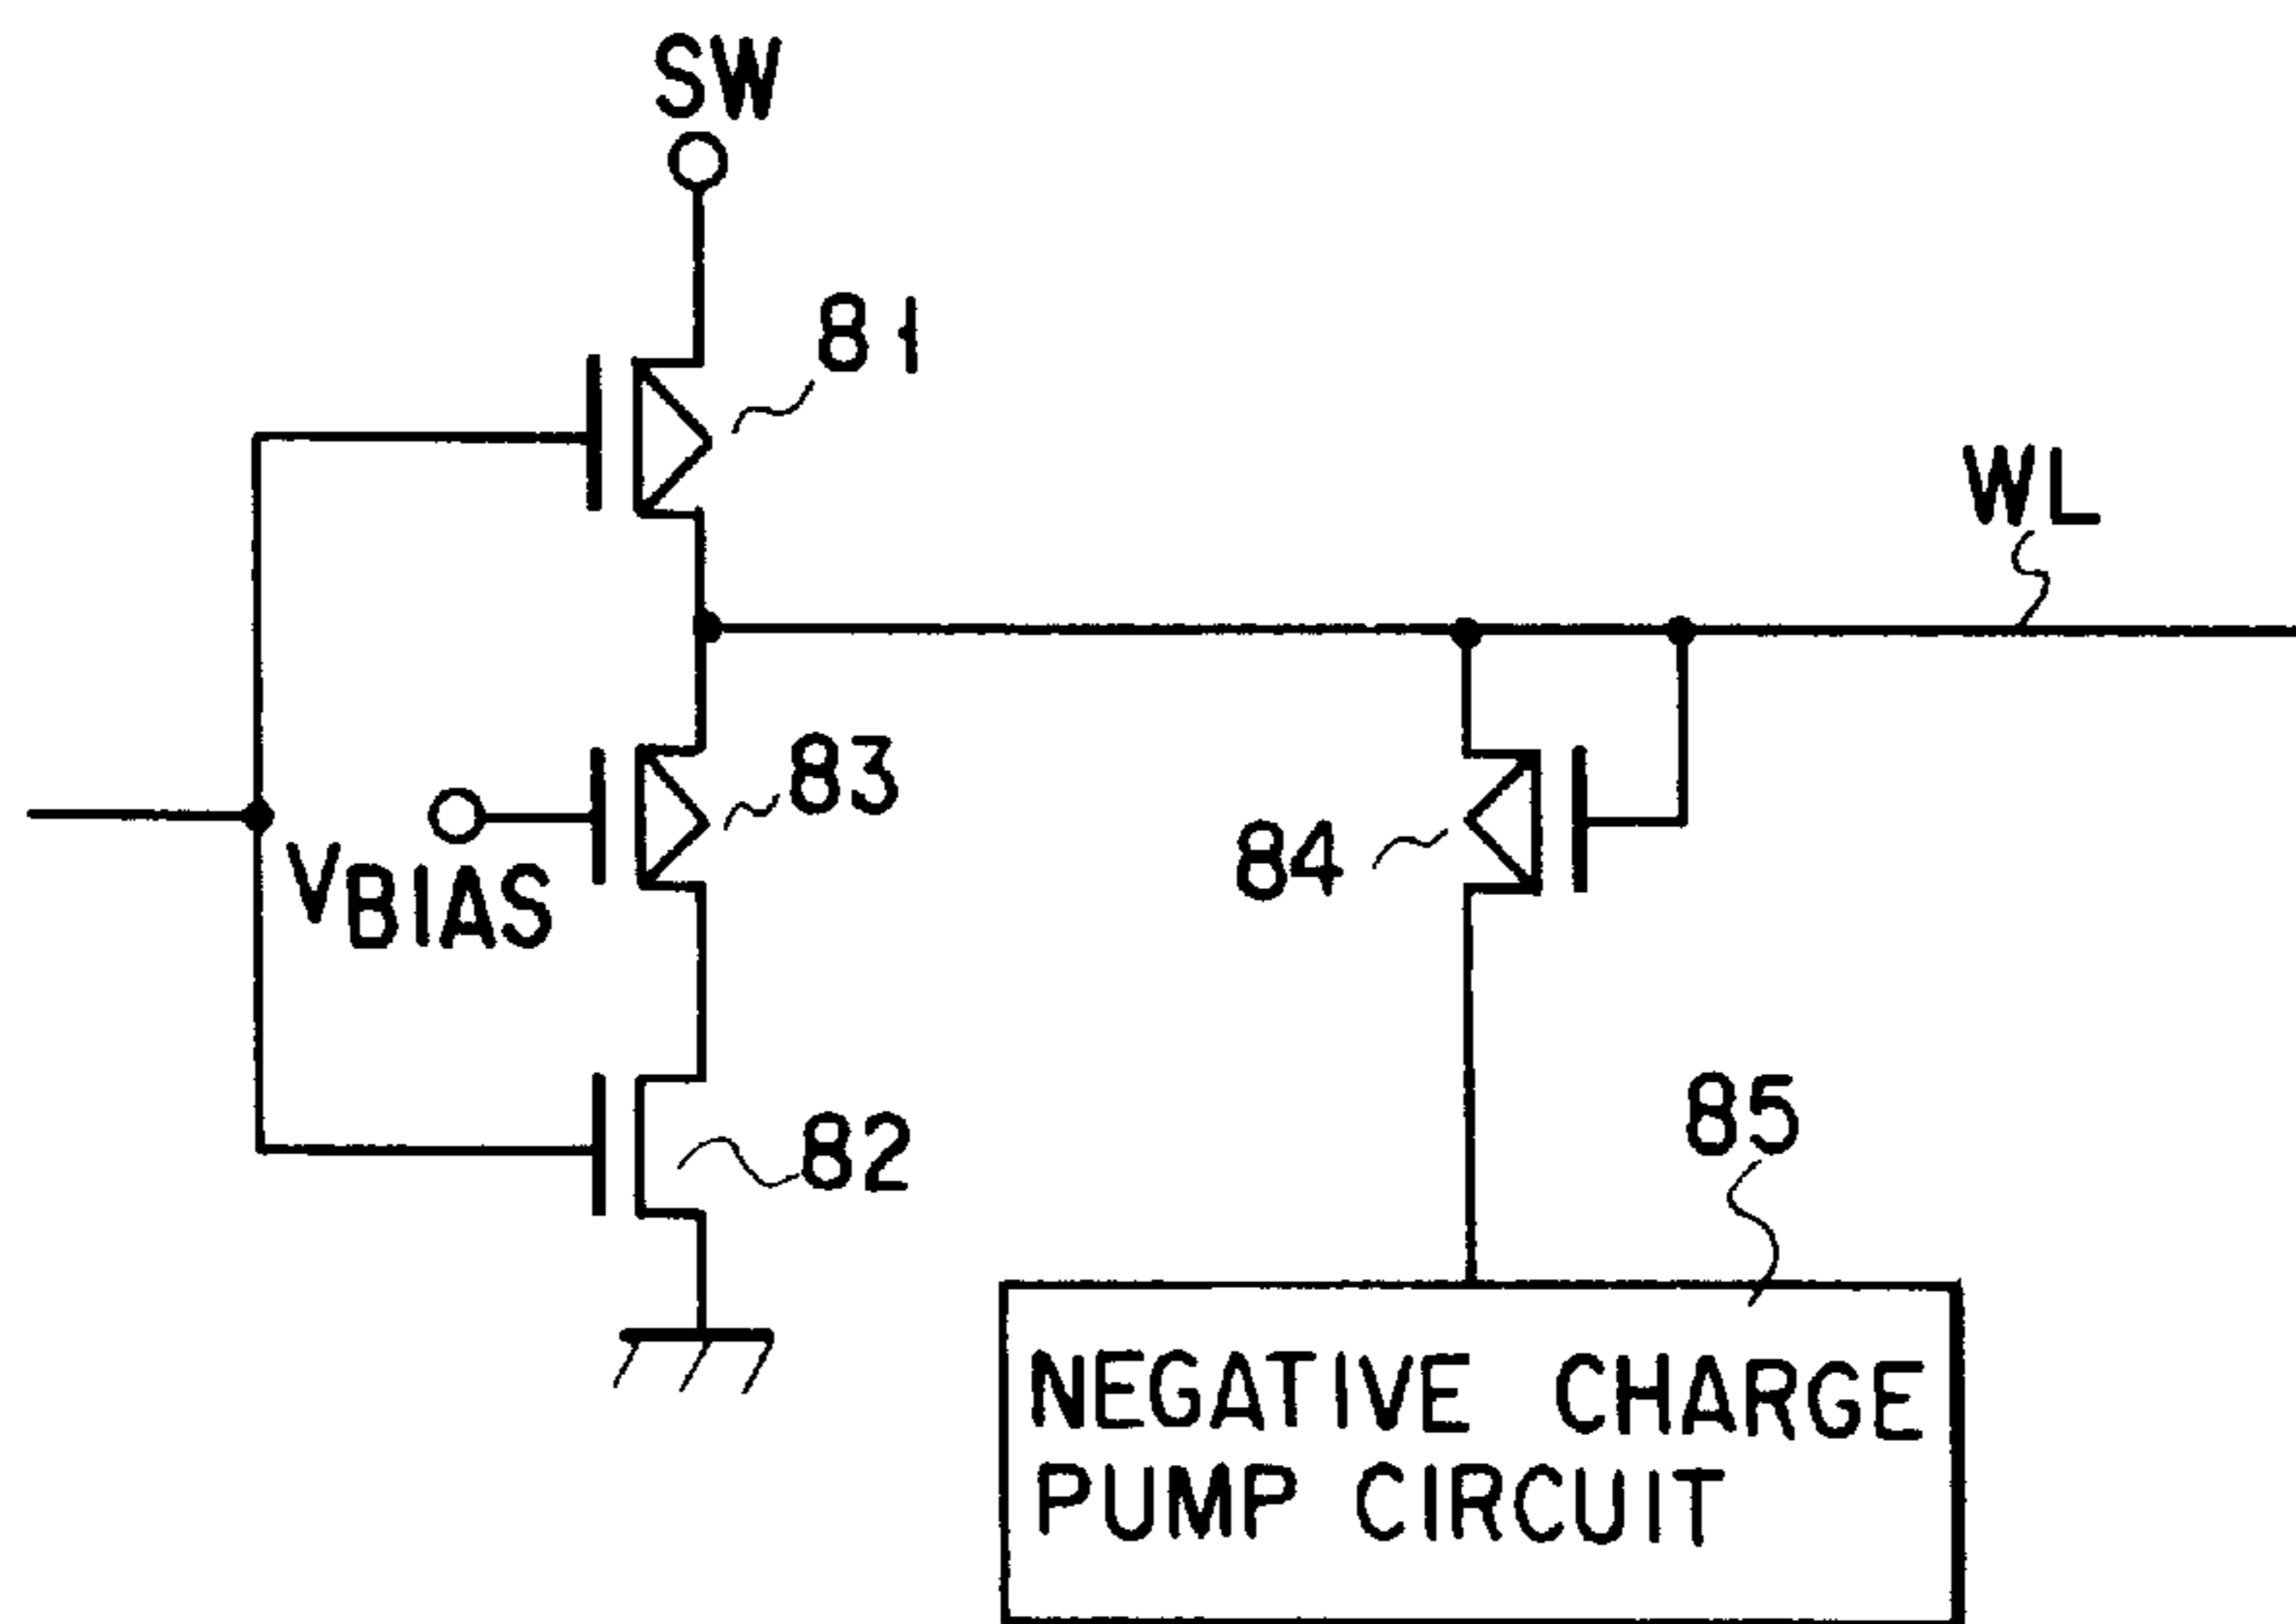 SW
81
WL
83
84
VBIAS
82
85
NEGATIVE CHARGE
PUMP CIRCUIT